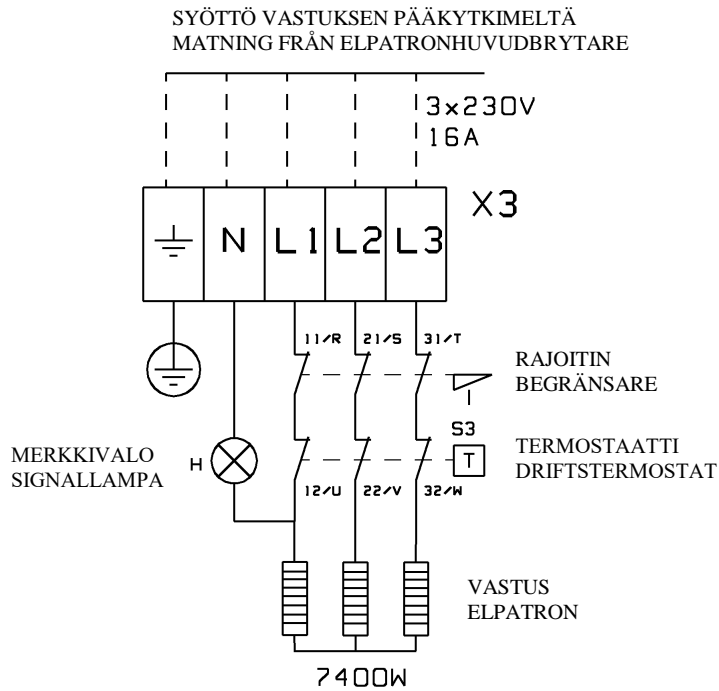 SYÖTTÖ VASTUKSEN PÄÄKYTKIMELTÄ
MATNING FRÅN ELPATRONHUVUDBRYTARE
3x230V
16A
X3
N L1 L2 L3
11/R 21/S 31/T
RAJOITIN
BEGRÄNSARE
S3
TERMOSTAATTI
DRIFTSTERMOSTAT
T
MERKKIVALO
SIGNALLAMPA
H
12/U 22/V 32/W
VASTUS
ELPATRON
7400W